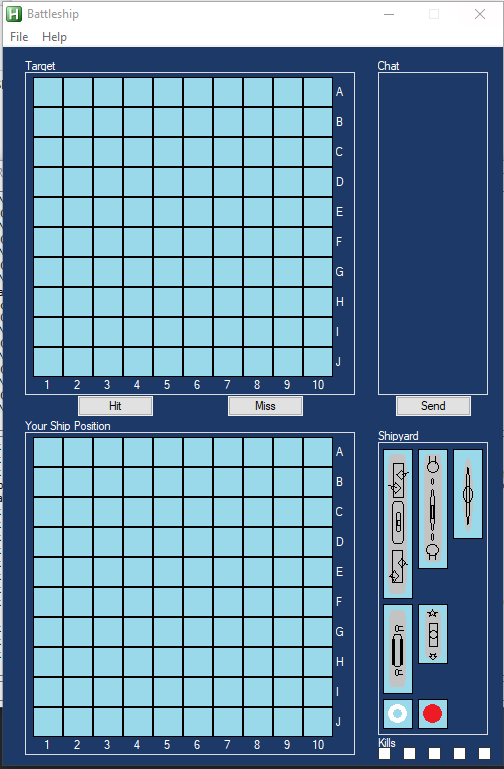 H Battleship
File Help
Target
Chat
A
B
C
D
E
F
G
H
I
J
1 2 3 4 5 6 7 8 9 10
Hit Miss Send
Your Ship Position
Shipyard
A
B
C
D
E
F
G
H
I
J
1 2 3 4 5 6 7 8 9 10
Kills